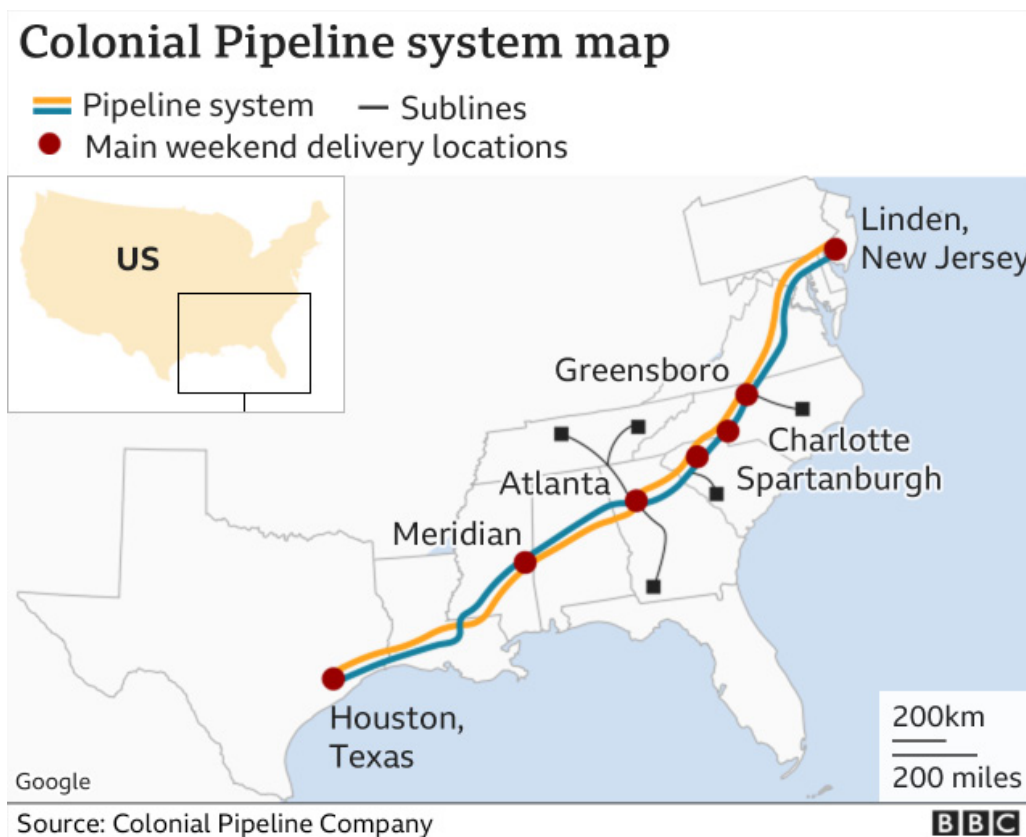 Colonial Pipeline system map
Pipeline system
Sublines
Main weekend delivery locations
US
Linden,
New Jersey
Greensboro
Charlotte
Spartanburgh
Atlanta
Meridian
Houston,
Texas
200km
200 miles
Google
Source: Colonial Pipeline Company
BBC